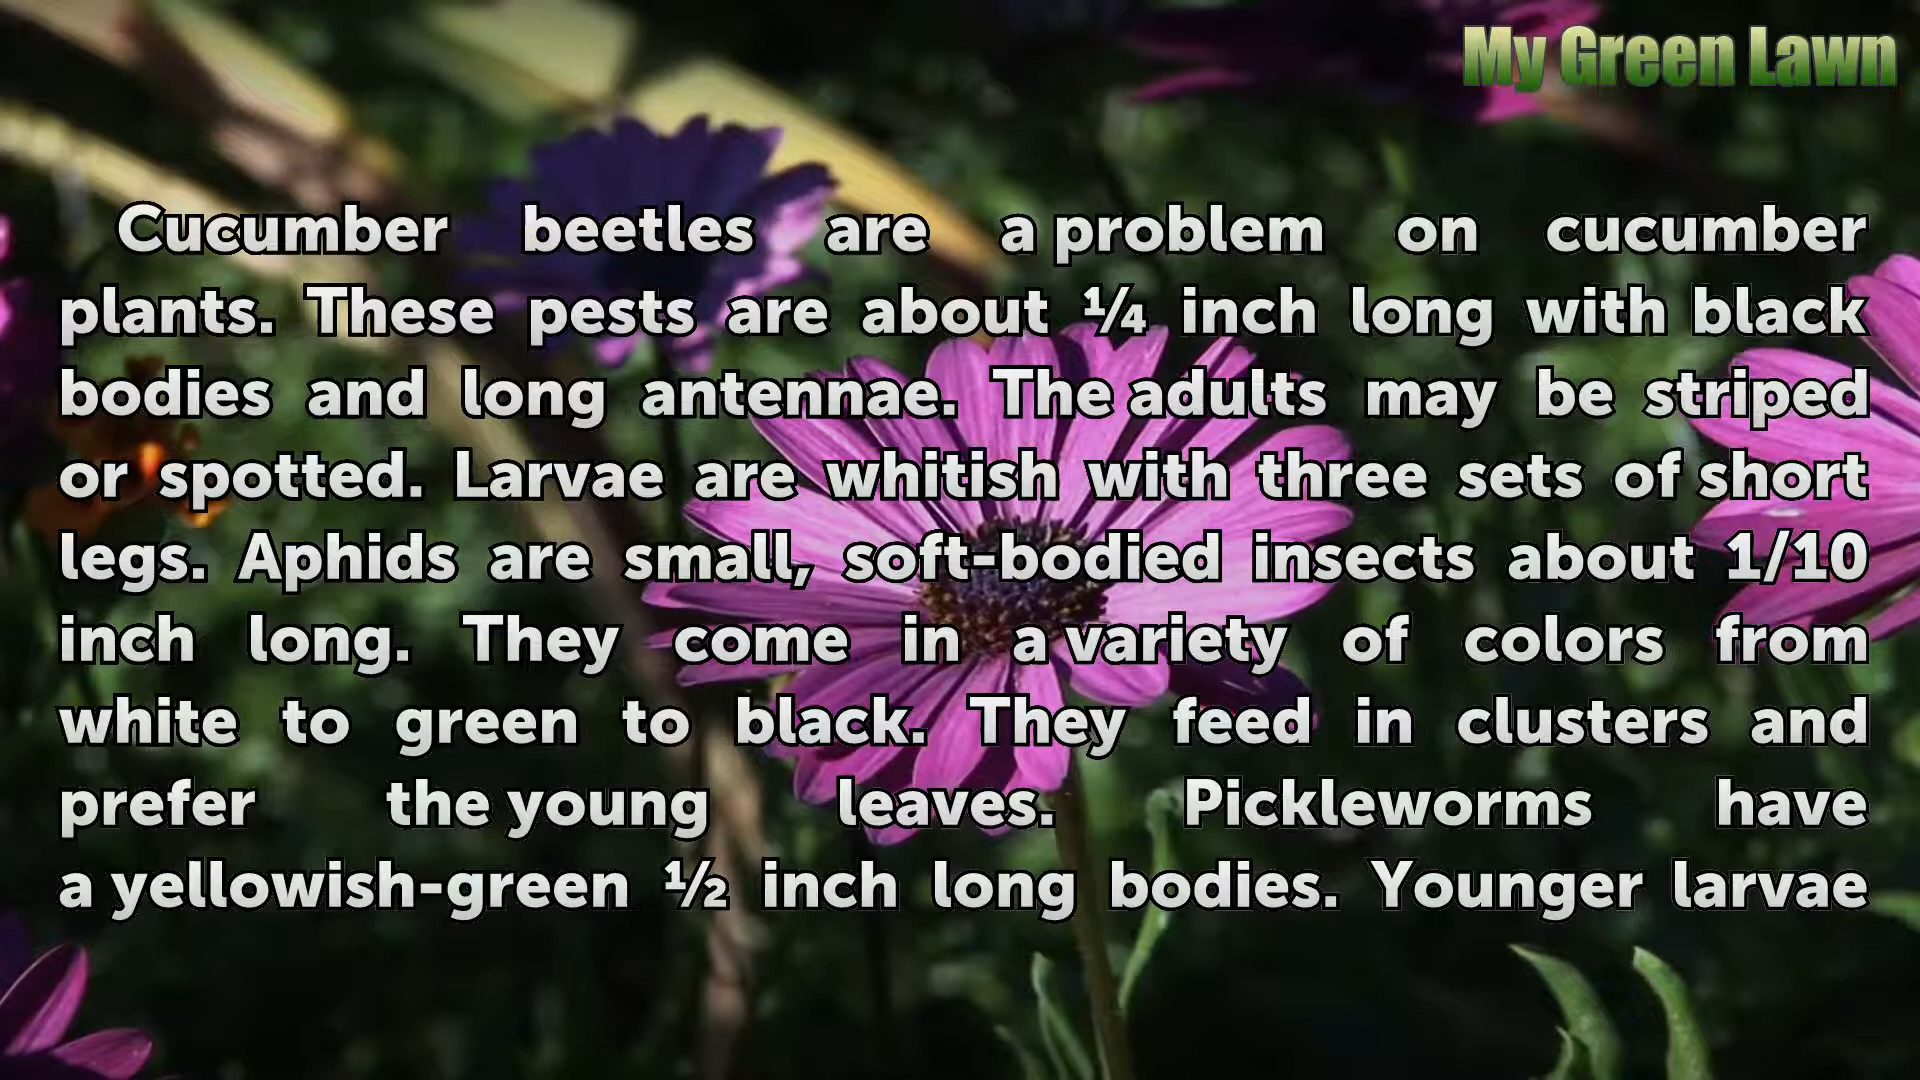 My Green Lawn
Cucumber beetles are a problem on cucumber
plants. These pests are about ¼ inch long with black
bodies and long antennae. The adults may be striped
or spotted. Larvae are whitish with three sets of short
legs. Aphids are small, soft-bodied insects about 1/10
inch long. They come in a variety of colors from
white to green to black. They feed in clusters and
prefer the young leaves. Pickleworms have
a yellowish-green ½ inch long bodies. Younger larvae